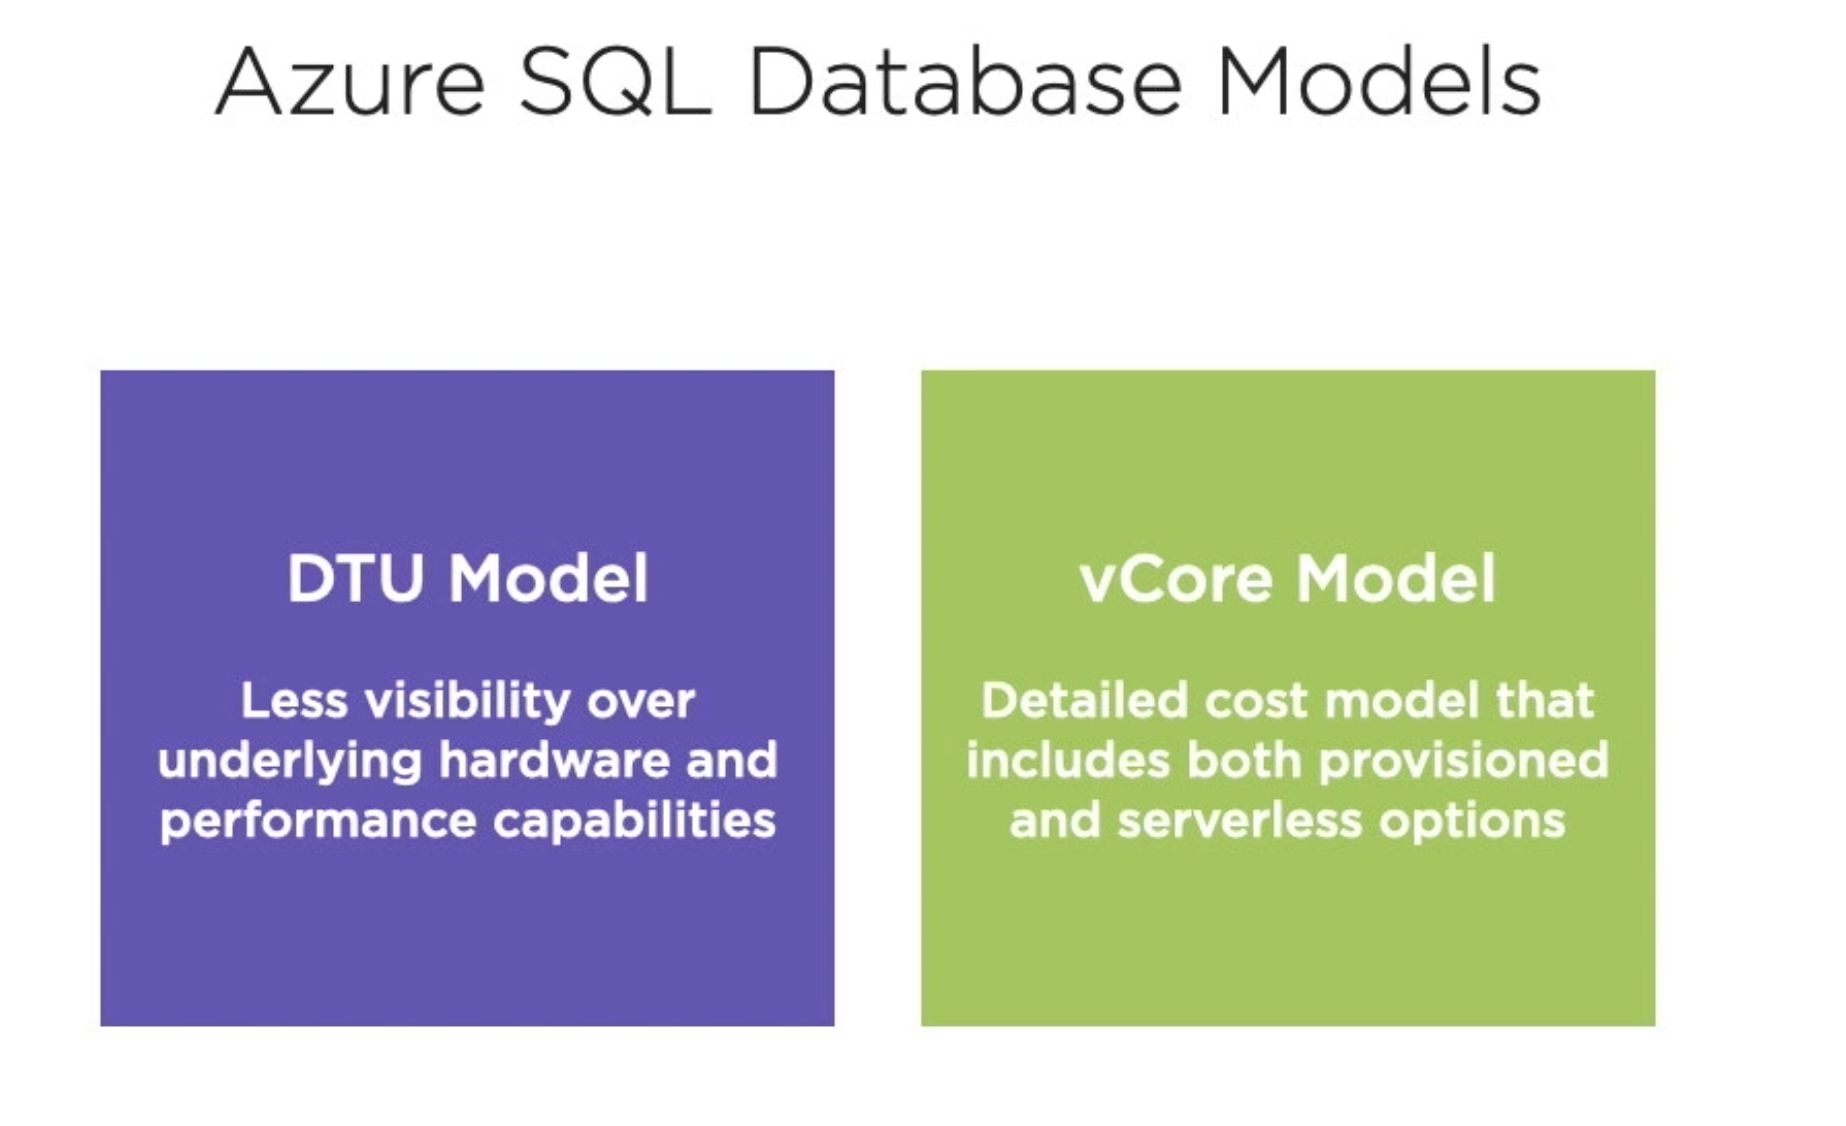 Azure SQL Database Models
DTU Model
Less visibility over
underlying hardware and
performance capabilities
vCore Model
Detailed cost model that
includes both provisioned
and serverless options